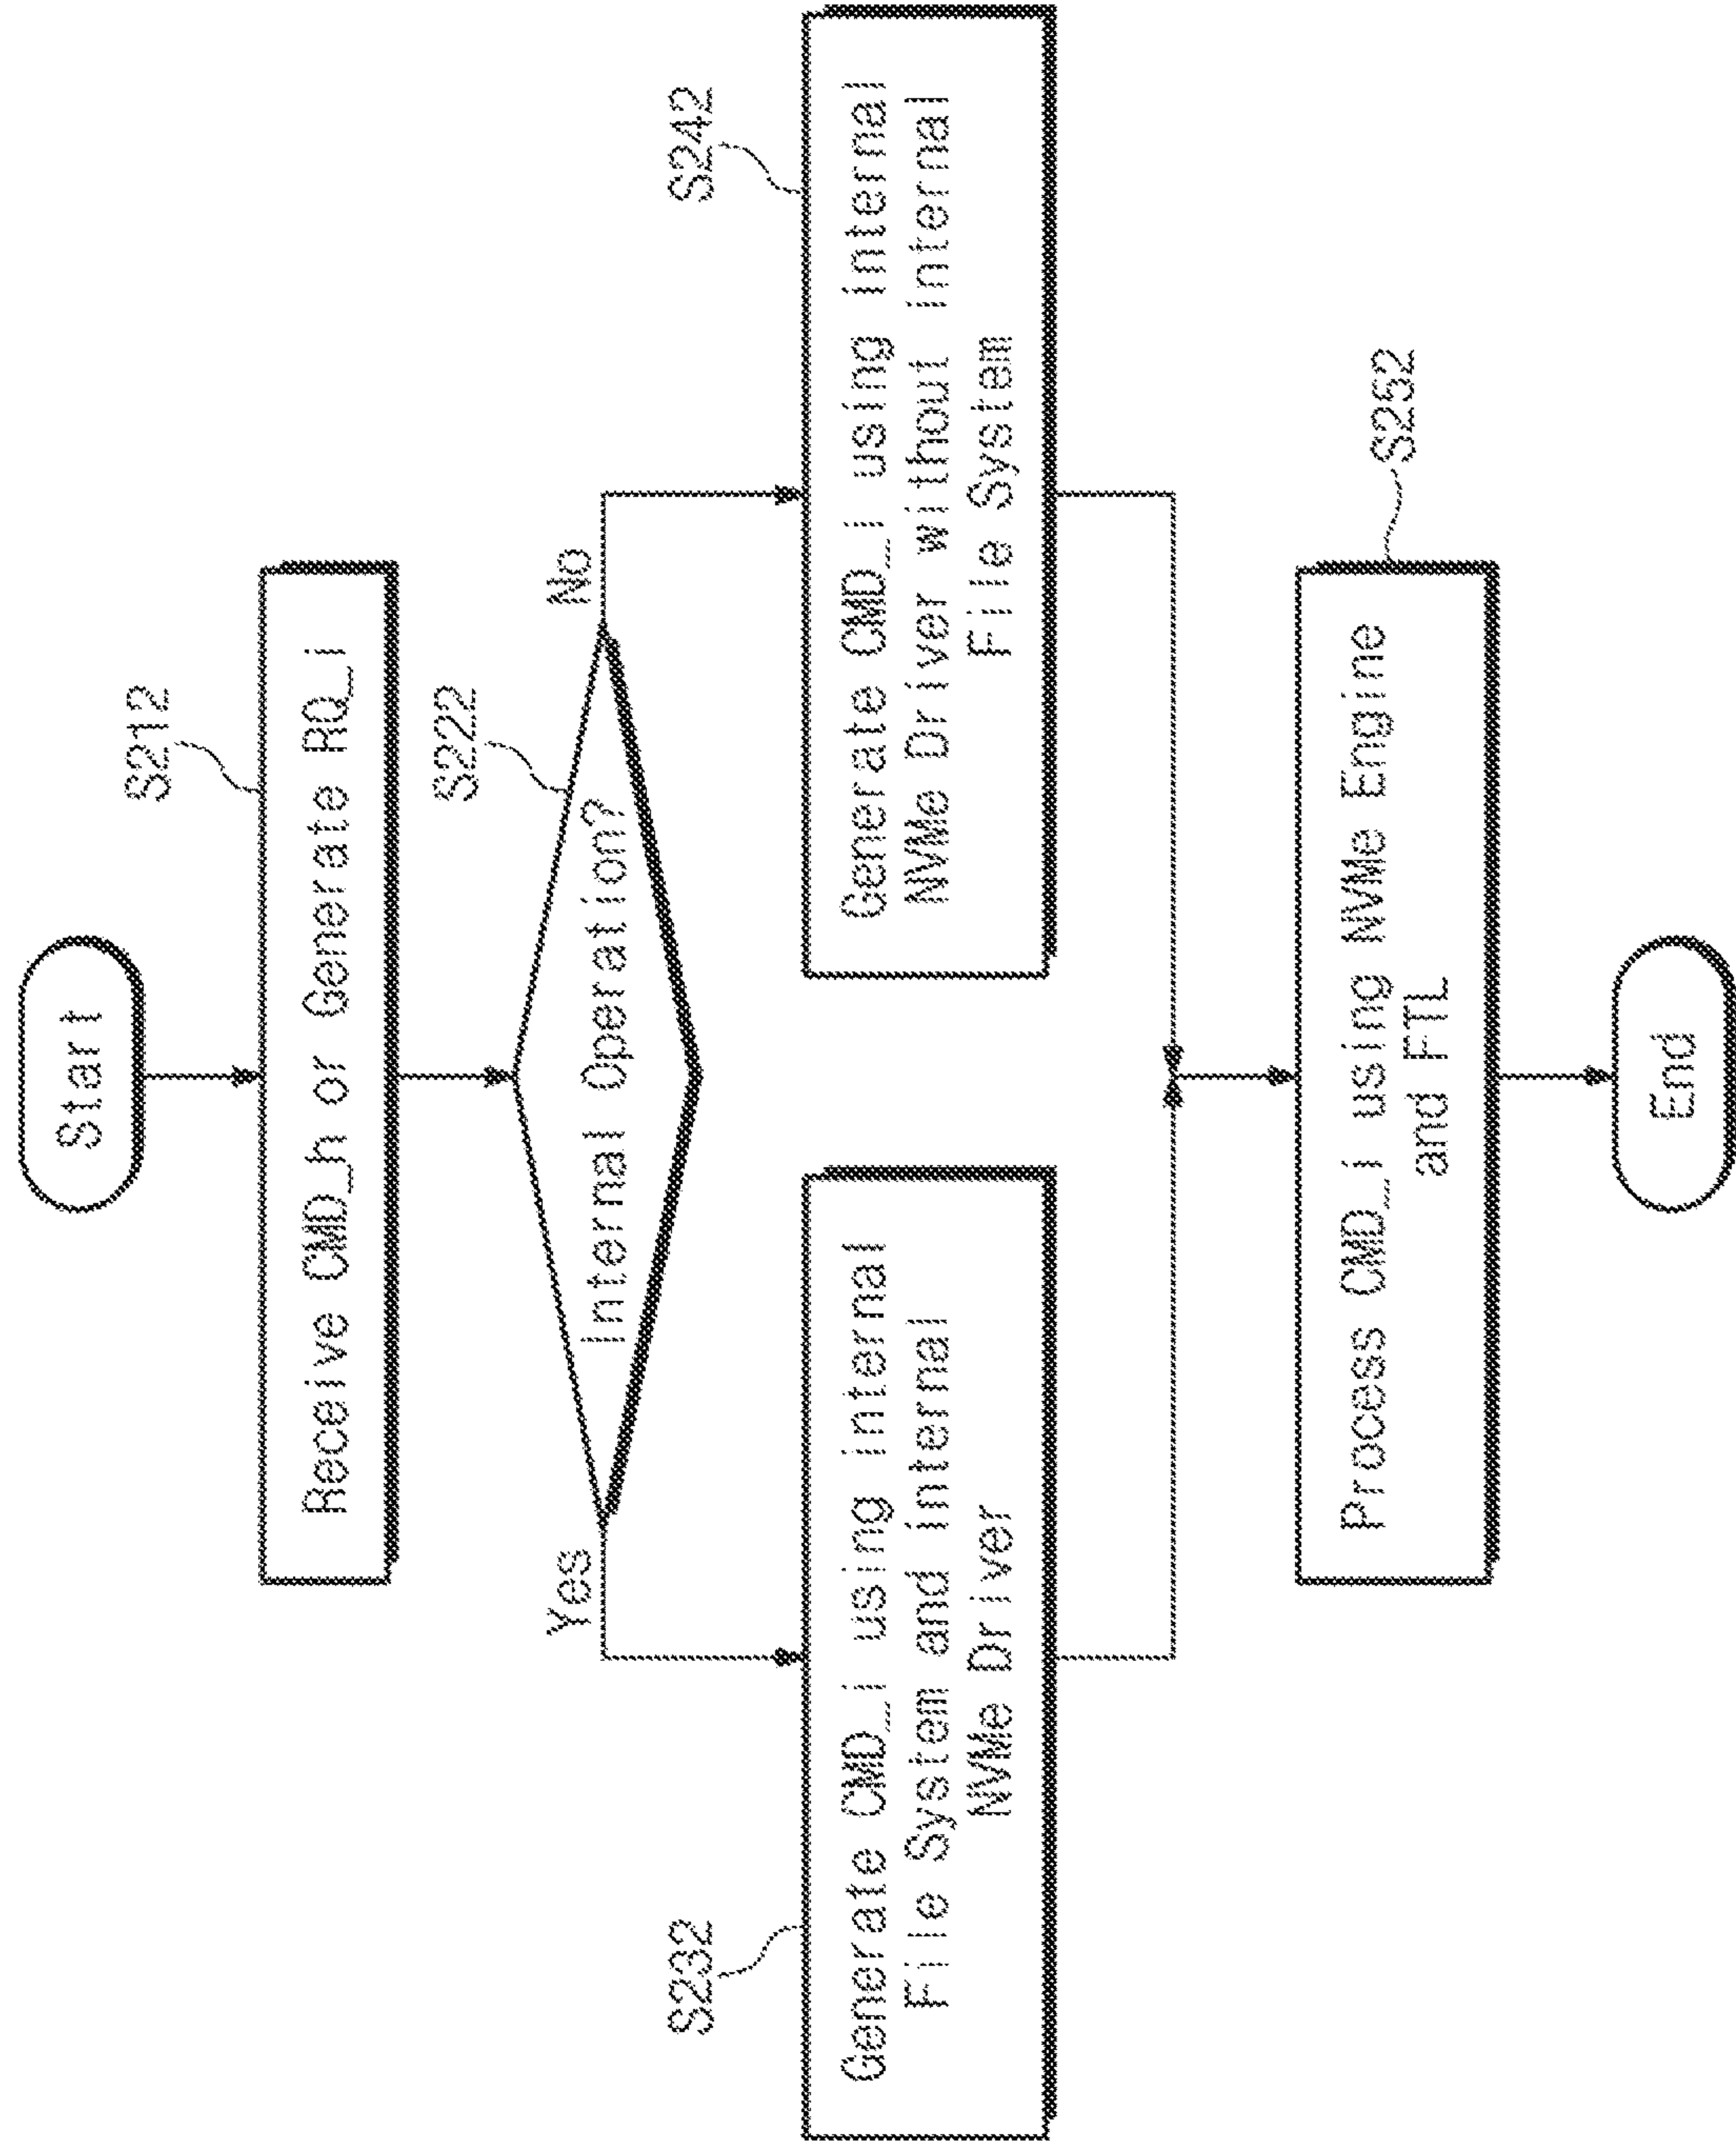 Start
S212
Receive CMD_h or Generate RQ_i
S222
Internal Operation?
Yes
No
S232
Generate CMD_i using internal
File System and internal
NVMe Driver
S242
Generate CMD_i using internal
NVMe Driver without internal
File System
S252
Process CMD_i using NVMe Engine
and FTL
End